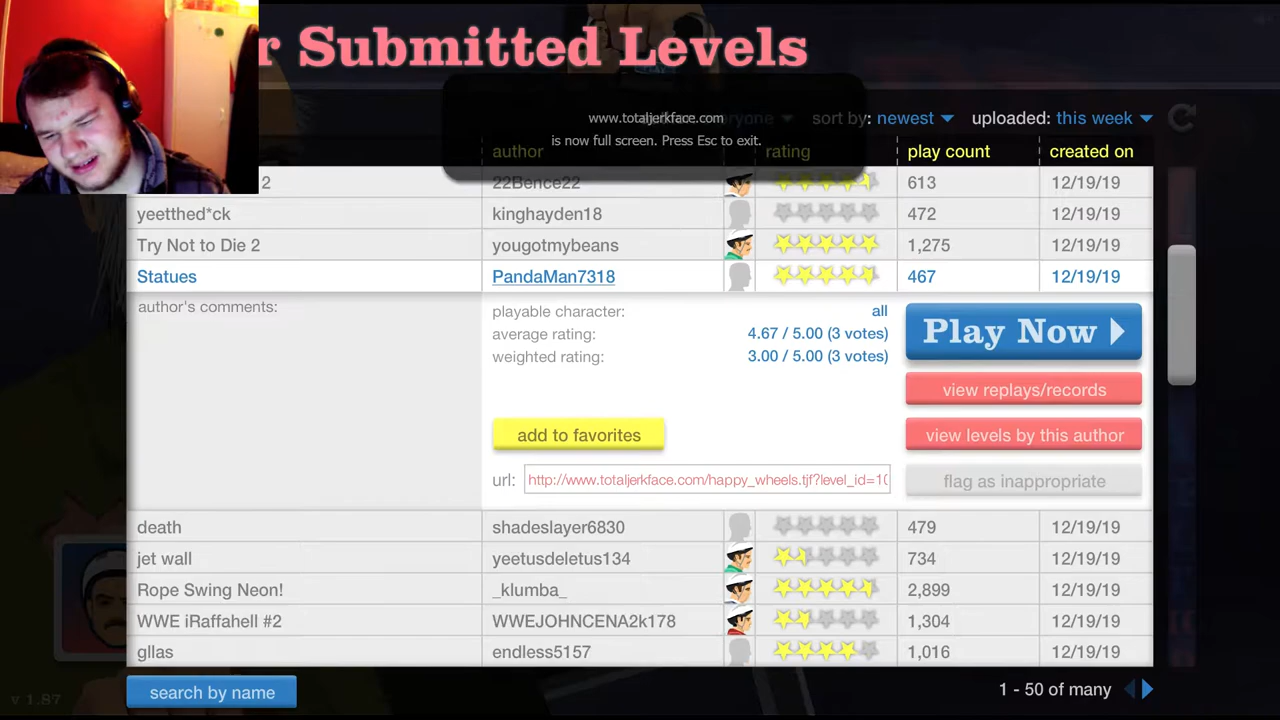 r Submitted Levels
www.totaljerkface.com
is now full screen. Press Esc to exit.
sort by: newest uploaded: this week
author rating play count created on
2 22Bence22 613 12/19/19
yeetthed*ck kinghayden18 472 12/19/19
Try Not to Die 2 yougotmybeans 1,275 12/19/19
Statues PandaMan7318 467 12/19/19
author's comments:
playable character: all
average rating: 4.67 / 5.00 (3 votes)
weighted rating: 3.00 / 5.00 (3 votes)
Play Now
view replays/records
add to favorites
view levels by this author
url: http://www.totaljerkface.com/happy_wheels.tjf?level_id=10
flag as inappropriate
death shadeslayer6830 479 12/19/19
jet wall yeetusdeletus134 734 12/19/19
Rope Swing Neon! _klumba_ 2,899 12/19/19
WWE iRaffahell #2 WWEJOHNCENA2k178 1,304 12/19/19
gllas endless5157 1,016 12/19/19
search by name
1 - 50 of many
v 1.87